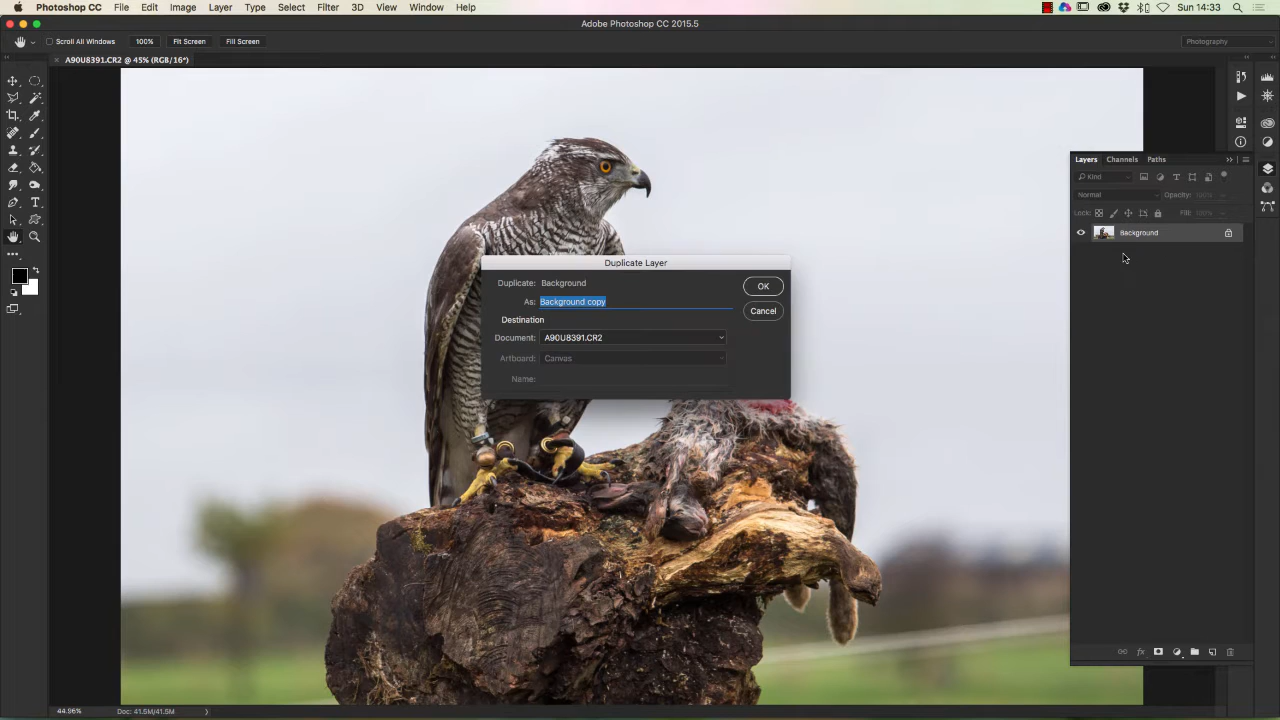 Photoshop CC File Edit Image Layer Type Select Filter 3D View Window Help Sun 14:33
Adobe Photoshop CC 2015.5
Scroll All Windows 100% Fit Screen Fill Screen Photography
× A90U8391.CR2 @ 45% (RGB/16*)
Layers Channels Paths
Kind
Normal Opacity: 100%
Lock: Fill: 100%
Background
Duplicate Layer
Duplicate: Background
OK
As: Background copy
Cancel
Destination
Document: A90U8391.CR2
Artboard: Canvas
Name:
fx
44.96% Doc: 41.5M/41.5M